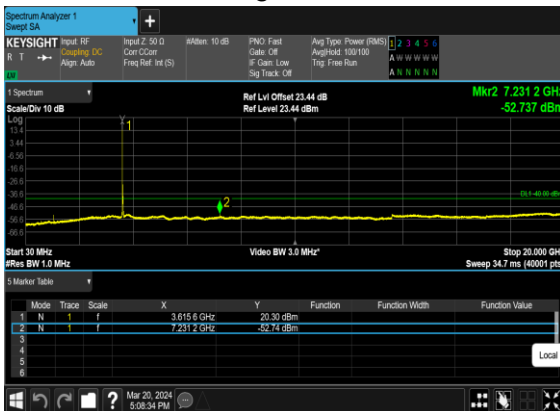 Spectrum Analyzer 1
Swept SA
KEYSIGHT Input: RF Input Z: 50 Ω #Atten: 10 dB PNO: Fast Avg Type: Power (RMS) 1 2 3 4 5 6
R T Coupling: DC Corr CCorr Gate: Off Avg|Hold: 100/100 A W W W W W
Align: Auto Freq Ref: Int (S) IF Gain: Low Trig: Free Run
Sig Track: Off A N N N N N
1 Spectrum
Ref Lvl Offset 23.44 dB Mkr2 7.231 2 GHz
Scale/Div 10 dB Ref Level 23.44 dBm -52.737 dBm
Log
13.4
3.44
-6.56
-16.6
-26.6
-36.6
-46.6
-56.6
-66.6
1
2
DL1 -40.00 dBm
Start 30 MHz Video BW 3.0 MHz* Stop 20.000 GH
#Res BW 1.0 MHz Sweep 34.7 ms (40001 pts
5 Marker Table
Mode Trace Scale X Y Function Function Width Function Value
1 N 1 f 3.615 6 GHz 20.30 dBm
2 N 1 f 7.231 2 GHz -52.74 dBm
3
4
5
6
Local
? Mar 20, 2024
5:08:34 PM